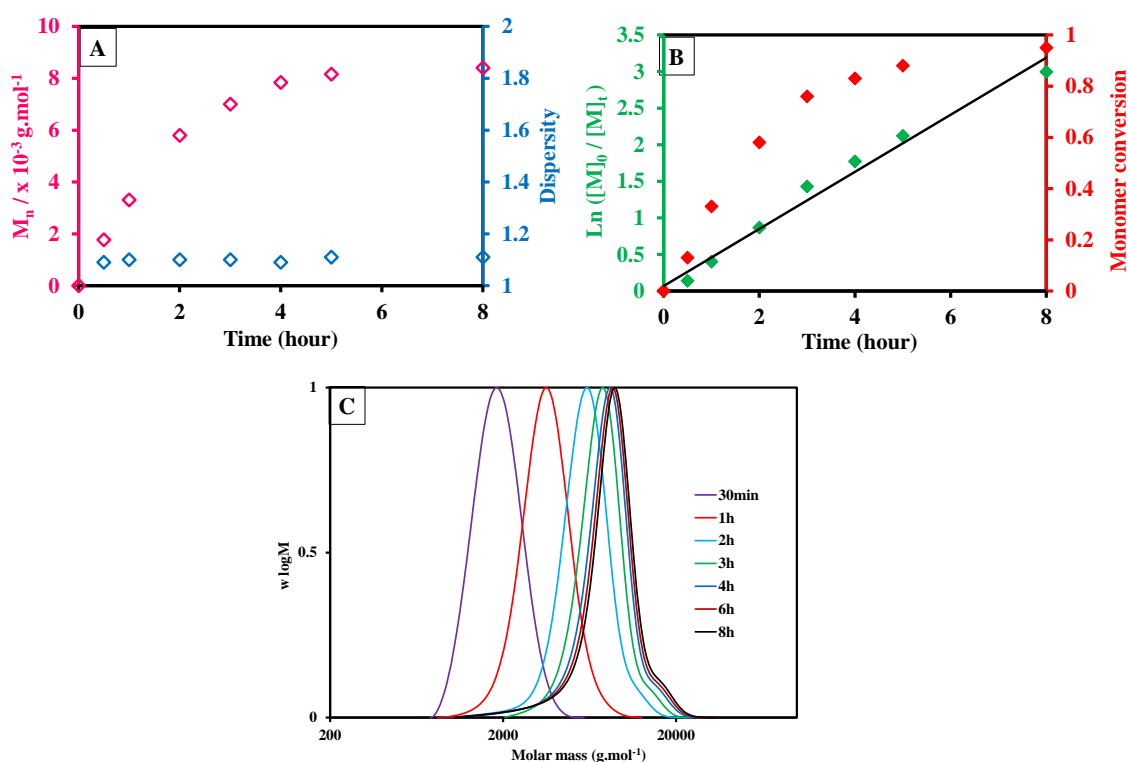 A
M_n / x 10⁻³ g.mol⁻¹
10
8
6
4
2
0
2
1.8
1.6
1.4
1.2
1
Dispersity
0 2 4 6 8
Time (hour)
B
Ln ([M]₀ / [M]ₜ)
3.5
3
2.5
2
1.5
1
0.5
0
1
0.8
0.6
0.4
0.2
0
Monomer conversion
0 2 4 6 8
Time (hour)
C
w logM
1
0.5
0
30min
1h
2h
3h
4h
6h
8h
200 2000 20000
Molar mass (g.mol⁻¹)